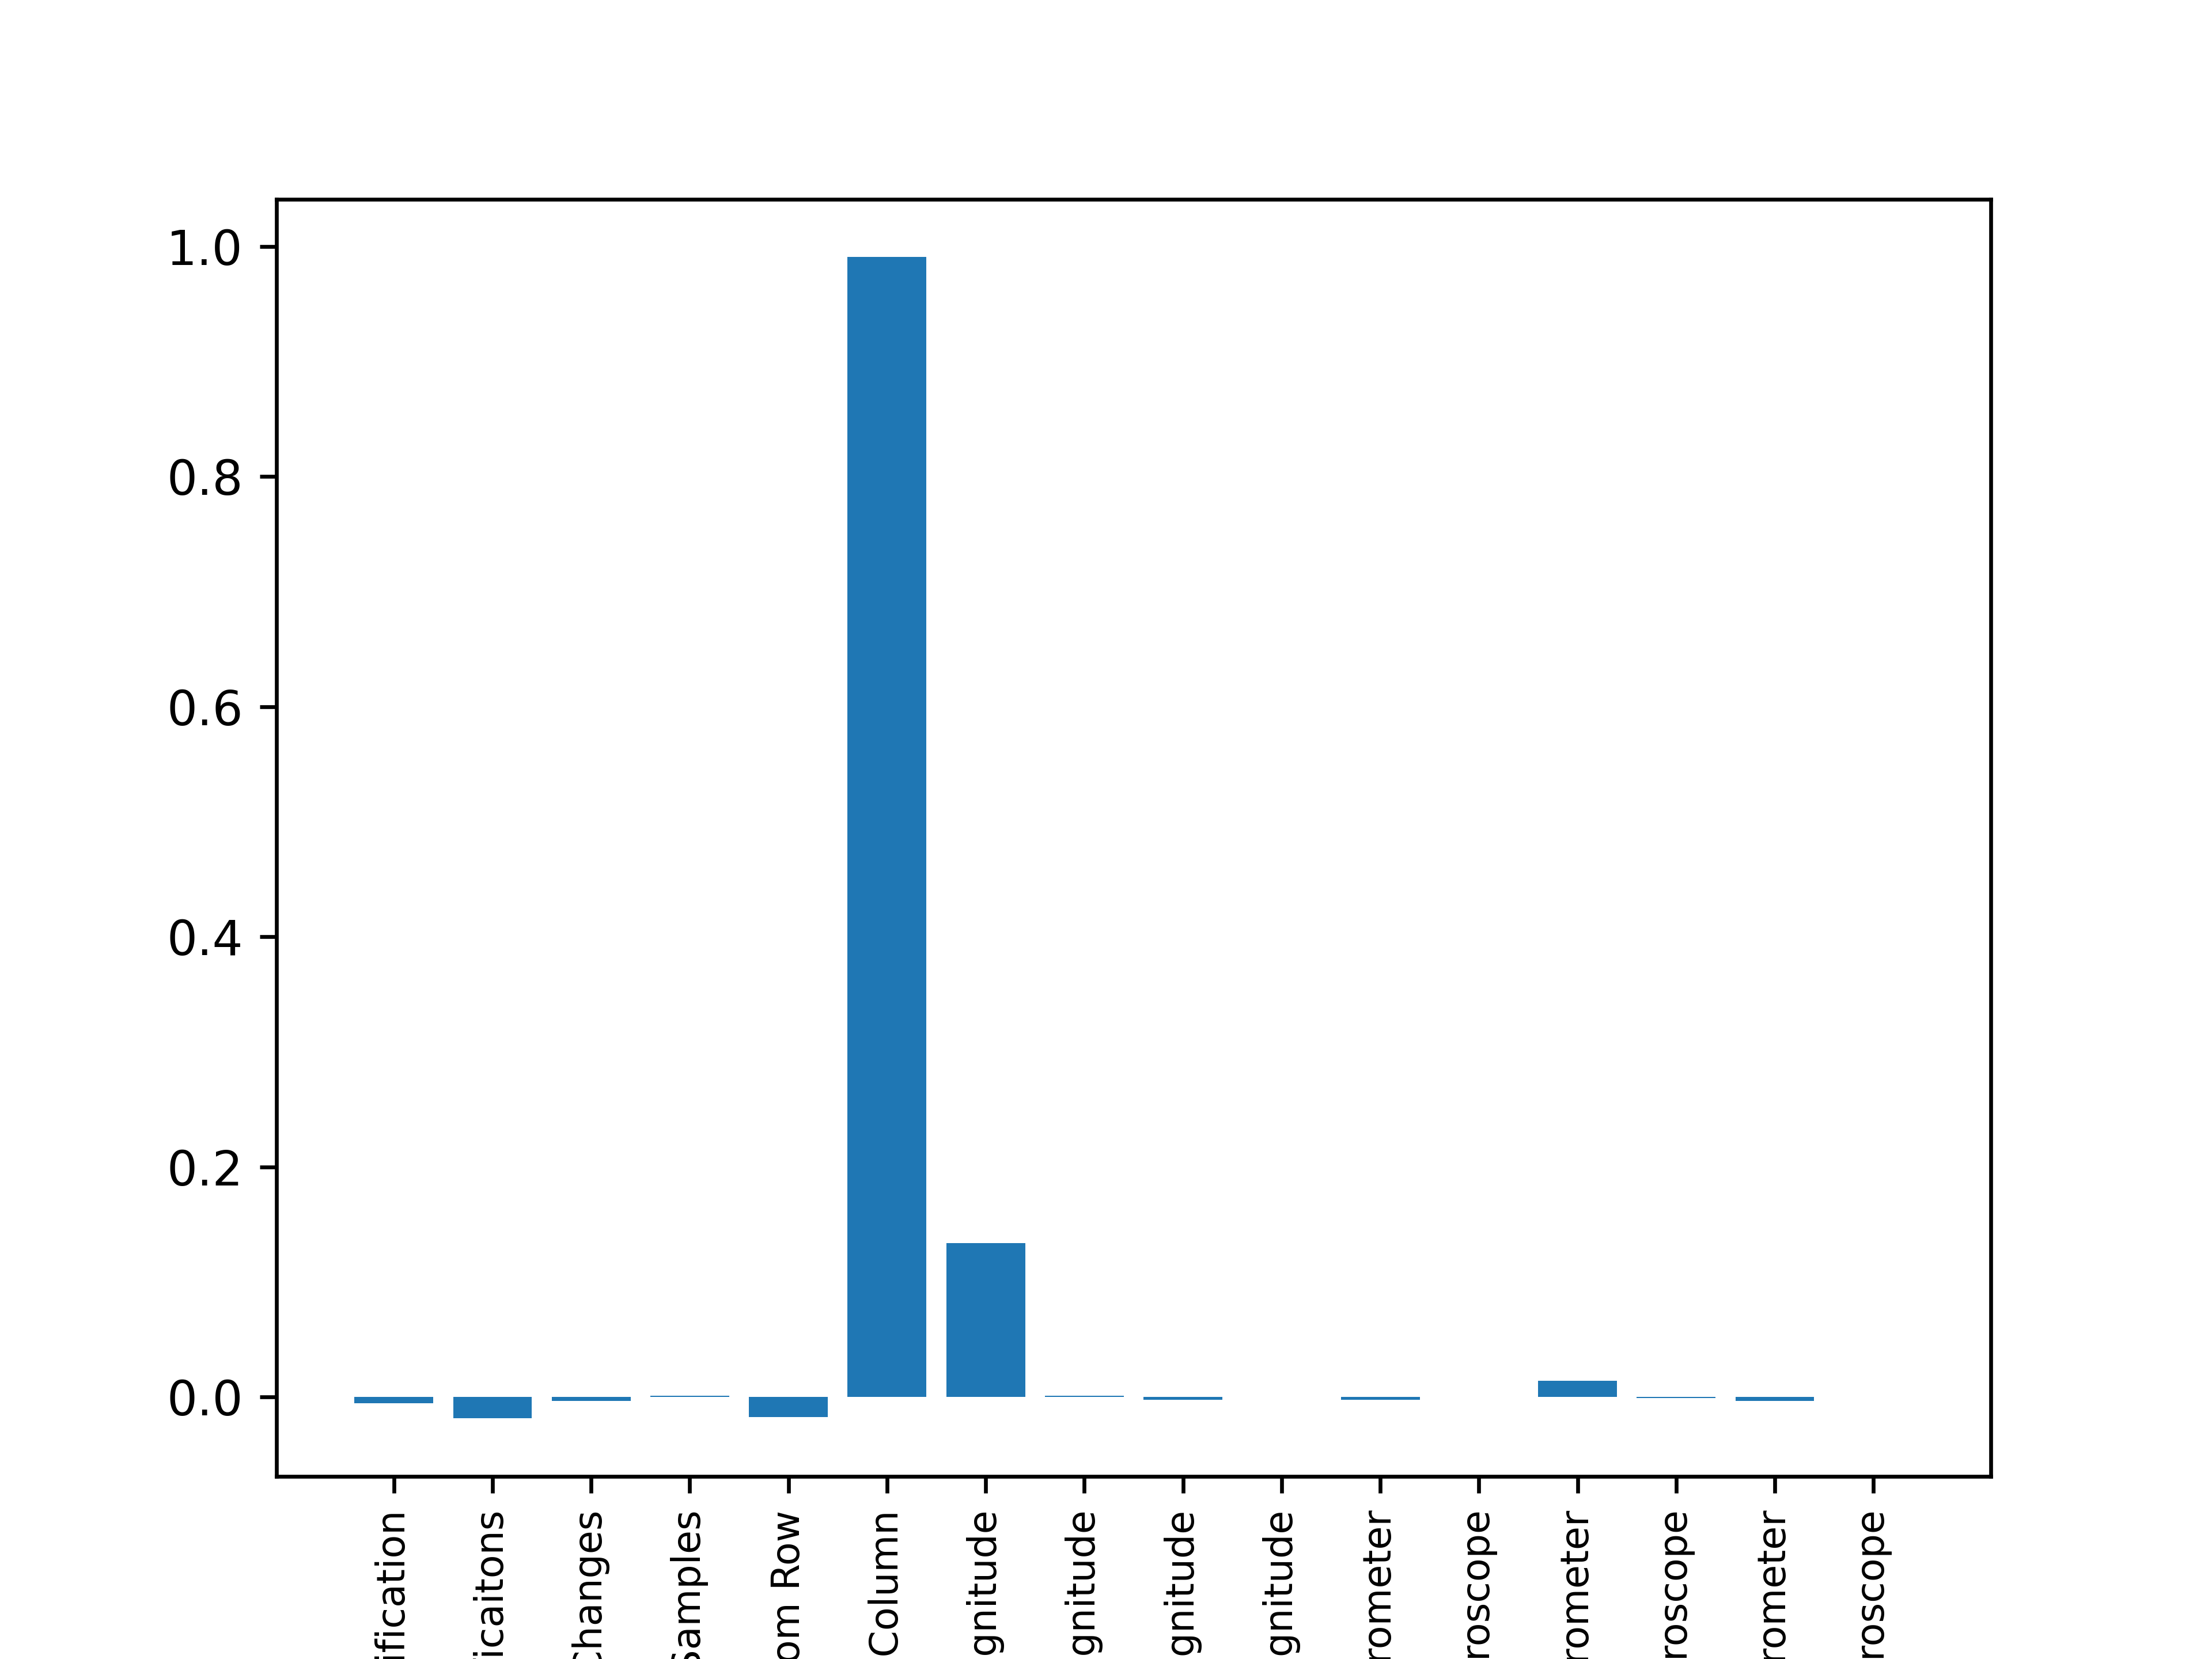 1.0
0.8
0.6
0.4
0.2
0.0
ification
icaitons
Changes
Samples
om Row
Column
gnitude
gnitude
gnitude
gnitude
rometer
roscope
rometer
roscope
rometer
roscope